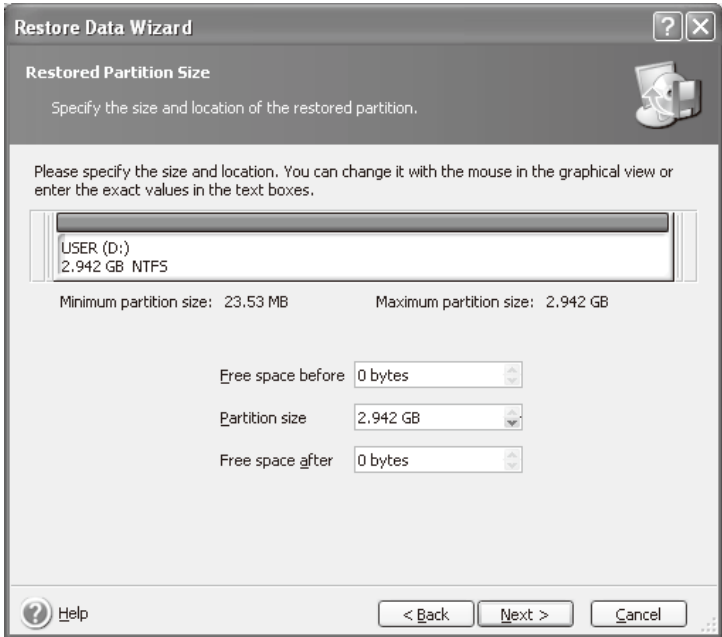 Restore Data Wizard
Restored Partition Size
Specify the size and location of the restored partition.
Please specify the size and location. You can change it with the mouse in the graphical view or
enter the exact values in the text boxes.
USER (D:)
2.942 GB NTFS
Minimum partition size: 23.53 MB Maximum partition size: 2.942 GB
Free space before 0 bytes
Partition size 2.942 GB
Free space after 0 bytes
? Help < Back Next > Cancel